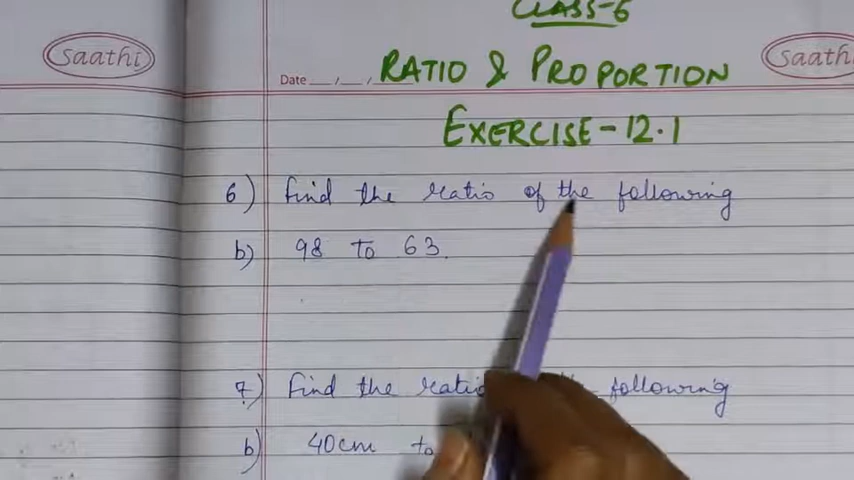 CLASS-6
Saathi
Saathi
Date
RATIO & PROPORTION
EXERCISE-12.1
6) Find the ratio of the following
b) 98 to 63.
7) Find the following
b) 40cm to